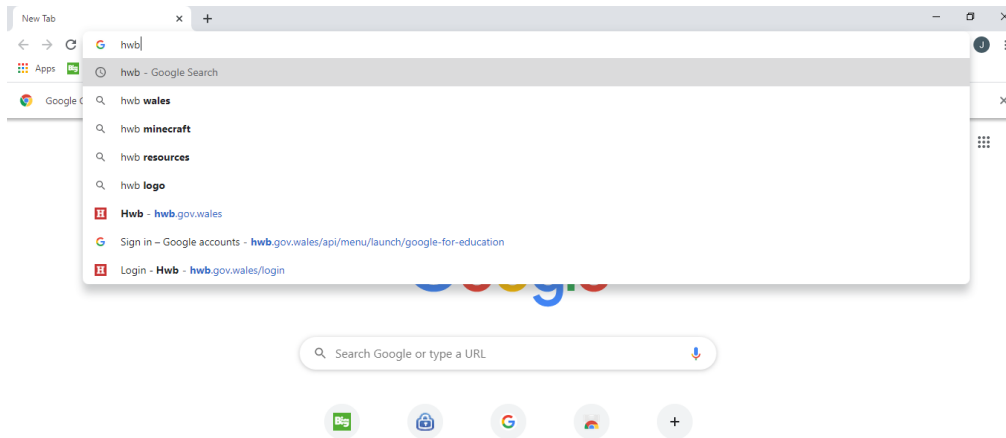 New Tab
hwb
J
Apps
hwb - Google Search
Google C
hwb wales
hwb minecraft
hwb resources
hwb logo
H Hwb - hwb.gov.wales
G Sign in – Google accounts - hwb.gov.wales/api/menu/launch/google-for-education
H Login - Hwb - hwb.gov.wales/login
Search Google or type a URL